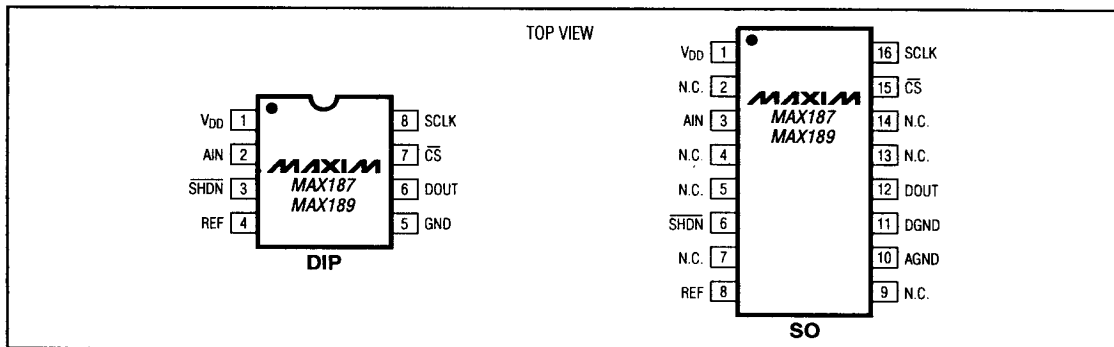 TOP VIEW
VDD 1
AIN 2
SHDN 3
REF 4
8 SCLK
7 CS
6 DOUT
5 GND
MAXIM
MAX187
MAX189
DIP
VDD 1
N.C. 2
AIN 3
N.C. 4
N.C. 5
SHDN 6
N.C. 7
REF 8
16 SCLK
15 CS
14 N.C.
13 N.C.
12 DOUT
11 DGND
10 AGND
9 N.C.
MAXIM
MAX187
MAX189
SO